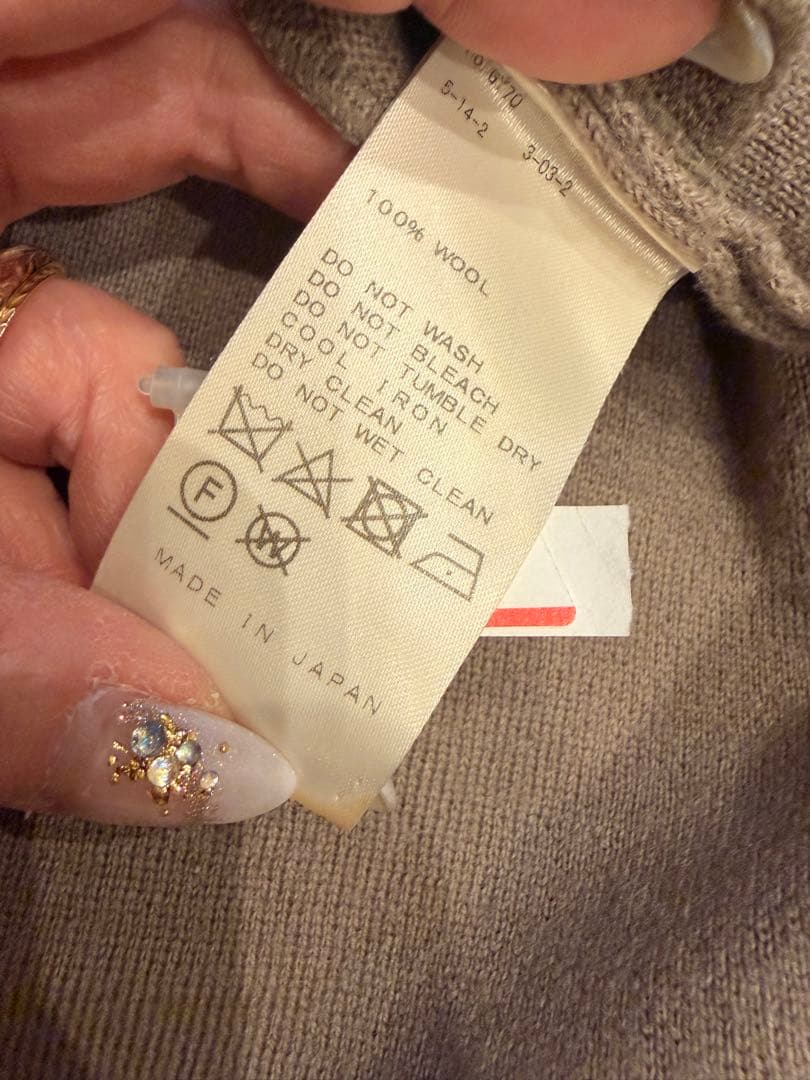 5-14-2
3-03-2
100% WOOL
DO NOT WASH
DO NOT BLEACH
DO NOT TUMBLE DRY
COOL IRON
DRY CLEAN
DO NOT WET CLEAN
F
W
MADE IN JAPAN